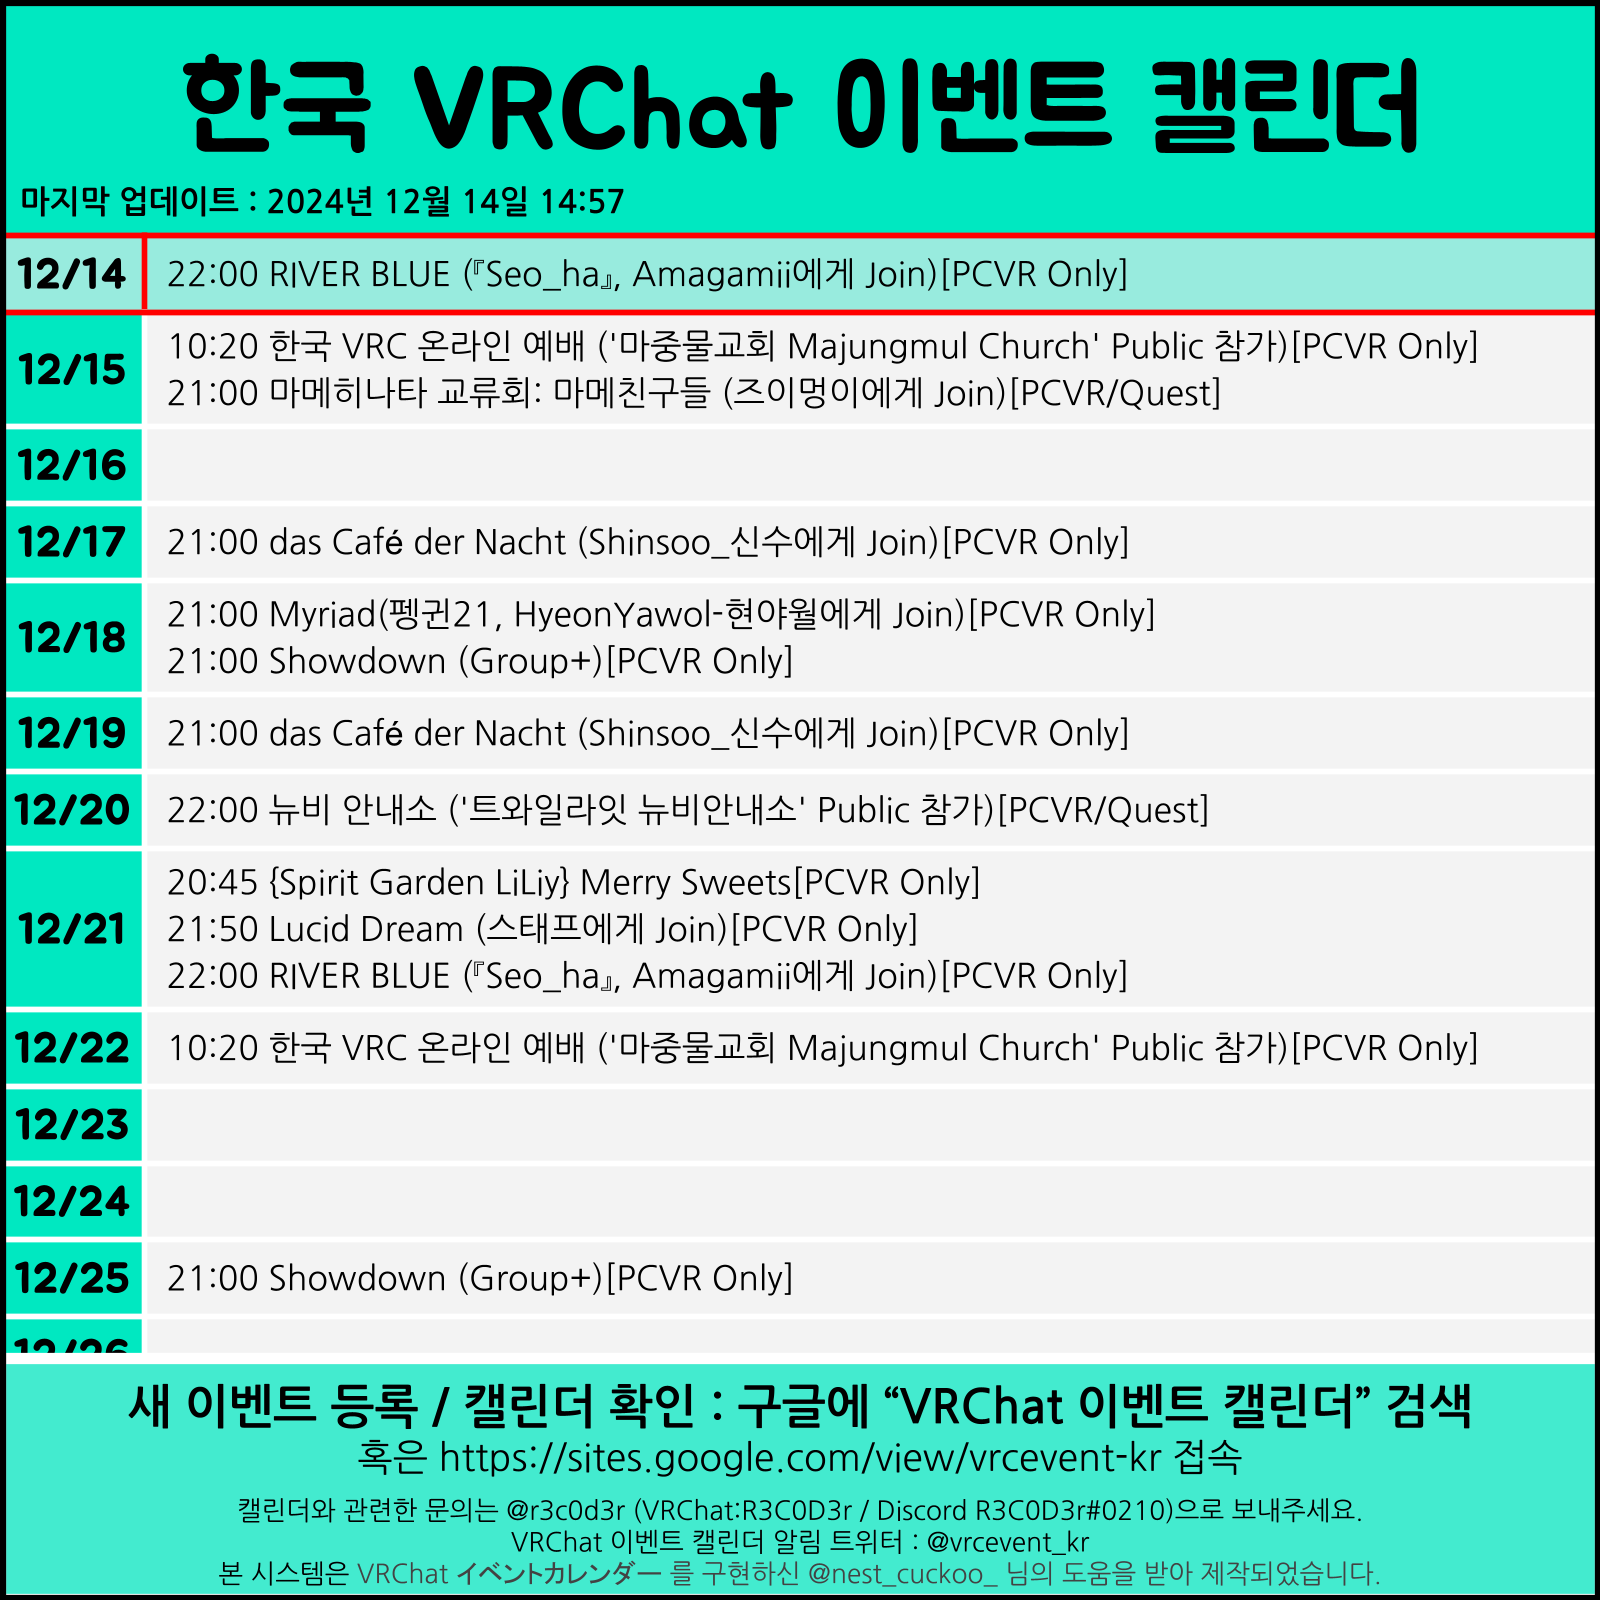 한국 VRChat 이벤트 캘린더
마지막 업데이트 : 2024년 12월 14일 14:57
12/14
22:00 RIVER BLUE (『Seo_ha』, Amagamii에게 Join)[PCVR Only]
12/15
10:20 한국 VRC 온라인 예배 ('마중물교회 Majungmul Church' Public 참가)[PCVR Only]
21:00 마메히나타 교류회: 마메친구들 (즈이멍이에게 Join)[PCVR/Quest]
12/16
12/17
21:00 das Café der Nacht (Shinsoo_신수에게 Join)[PCVR Only]
12/18
21:00 Myriad(펭귄21, HyeonYawol-현야월에게 Join)[PCVR Only]
21:00 Showdown (Group+)[PCVR Only]
12/19
21:00 das Café der Nacht (Shinsoo_신수에게 Join)[PCVR Only]
12/20
22:00 뉴비 안내소 ('트와일라잇 뉴비안내소' Public 참가)[PCVR/Quest]
12/21
20:45 {Spirit Garden LiLiy} Merry Sweets[PCVR Only]
21:50 Lucid Dream (스태프에게 Join)[PCVR Only]
22:00 RIVER BLUE (『Seo_ha』, Amagamii에게 Join)[PCVR Only]
12/22
10:20 한국 VRC 온라인 예배 ('마중물교회 Majungmul Church' Public 참가)[PCVR Only]
12/23
12/24
12/25
21:00 Showdown (Group+)[PCVR Only]
12/26
새 이벤트 등록 / 캘린더 확인 : 구글에 “VRChat 이벤트 캘린더” 검색
혹은 https://sites.google.com/view/vrcevent-kr 접속
캘린더와 관련한 문의는 @r3c0d3r (VRChat:R3C0D3r / Discord R3C0D3r#0210)으로 보내주세요.
VRChat 이벤트 캘린더 알림 트위터 : @vrcevent_kr
본 시스템은 VRChat イベントカレンダー 를 구현하신 @nest_cuckoo_ 님의 도움을 받아 제작되었습니다.